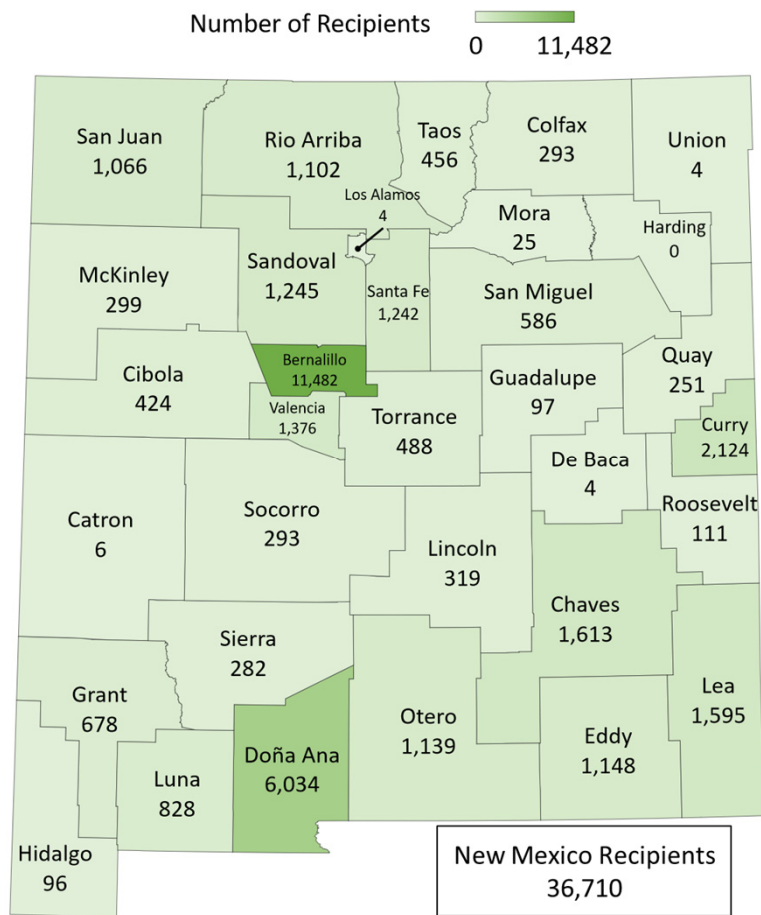 Number of Recipients
0 11,482
San Juan
1,066
Rio Arriba
1,102
Taos
456
Colfax
293
Union
4
Los Alamos
4
Mora
25
Harding
0
McKinley
299
Sandoval
1,245
Santa Fe
1,242
San Miguel
586
Bernalillo
11,482
Cibola
424
Valencia
1,376
Torrance
488
Guadalupe
97
Quay
251
Curry
2,124
De Baca
4
Roosevelt
111
Catron
6
Socorro
293
Lincoln
319
Chaves
1,613
Sierra
282
Grant
678
Luna
828
Doña Ana
6,034
Otero
1,139
Eddy
1,148
Lea
1,595
Hidalgo
96
New Mexico Recipients
36,710